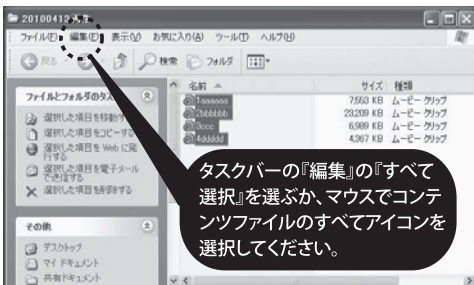 20100412
ファイル(F) 編集(E) 表示(V) お気に入り(A) ツール(T) ヘルプ(H)
戻る 検索 フォルダ
ファイルとフォルダのタス
選択した項目を移動す
選択した項目をコピーする
選択した項目を Web に発
行する
選択した項目を電子メール
で送信する
選択した項目を削除する
その他
デスクトップ
マイ ドキュメント
共有ドキュメント
名前 サイズ 種類
1aaaaaa 7,553 KB ムービー クリップ
2bbbbbb 23,209 KB ムービー クリップ
3ccc 6,989 KB ムービー クリップ
4dddddd 4,367 KB ムービー クリップ
タスクバーの『編集』の『すべて
選択』を選ぶか、マウスでコンテ
ンツファイルのすべてアイコンを
選択してください。